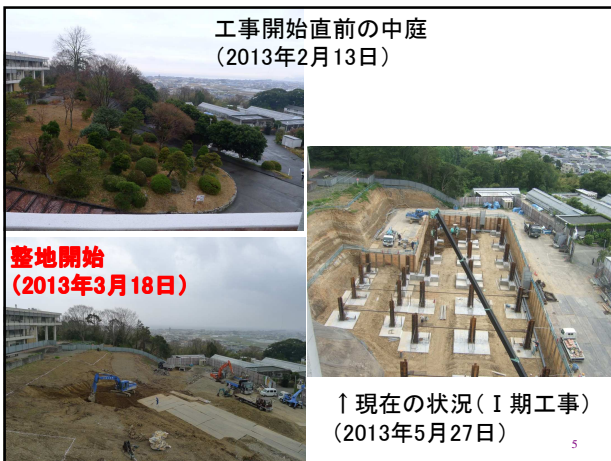 工事開始直前の中庭
(2013年2月13日)
整地開始
(2013年3月18日)
↑現在の状況(Ⅰ期工事)
(2013年5月27日)
5